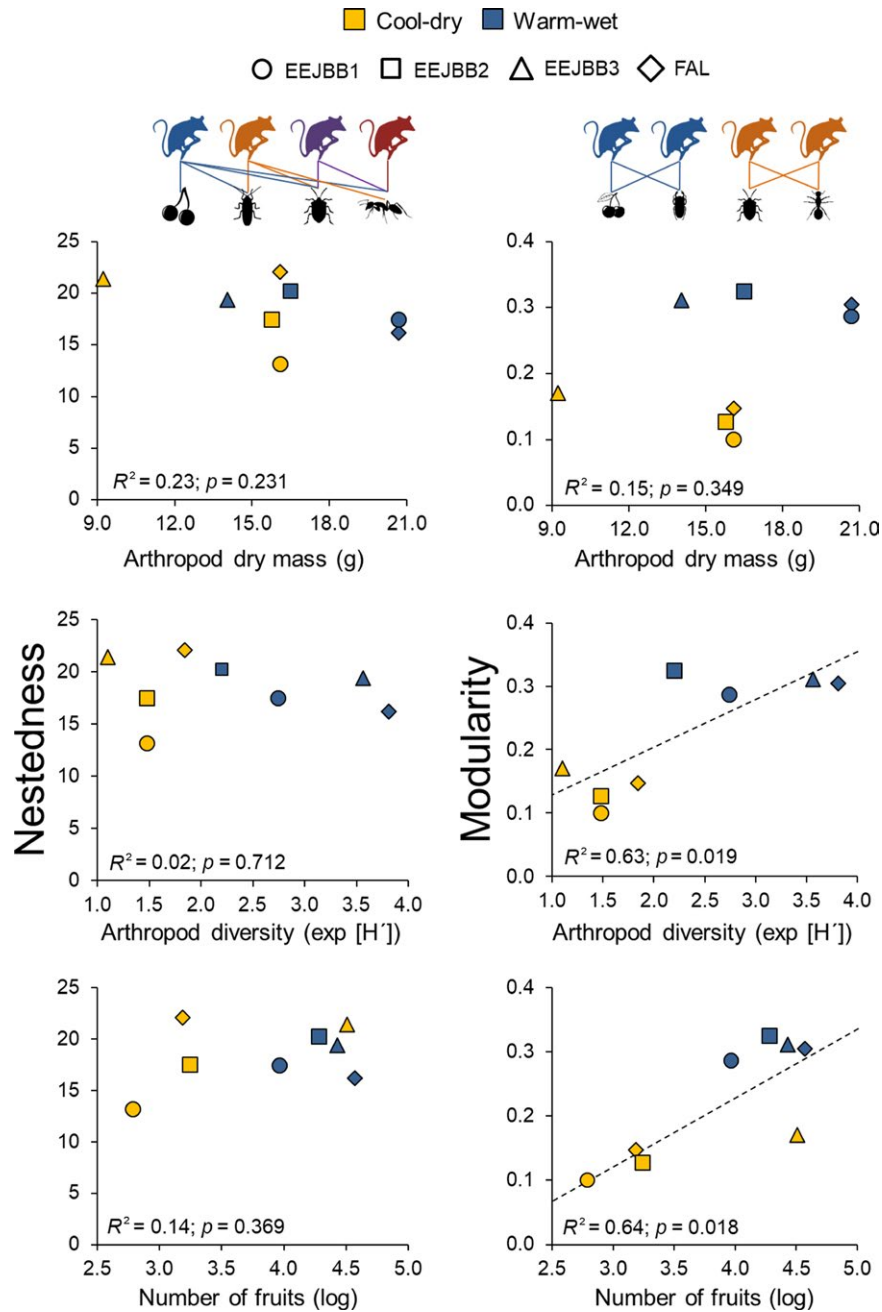 Cool-dry Warm-wet
EEJBB1 EEJBB2 EEJBB3 FAL
25
20
15
10
5
0
R² = 0.23; p = 0.231
9.0 12.0 15.0 18.0 21.0
Arthropod dry mass (g)
0.4
0.3
0.2
0.1
0.0
R² = 0.15; p = 0.349
9.0 12.0 15.0 18.0 21.0
Arthropod dry mass (g)
Nestedness
25
20
15
10
5
0
R² = 0.02; p = 0.712
1.0 1.5 2.0 2.5 3.0 3.5 4.0
Arthropod diversity (exp [H´])
Modularity
0.4
0.3
0.2
0.1
0.0
R² = 0.63; p = 0.019
1.0 1.5 2.0 2.5 3.0 3.5 4.0
Arthropod diversity (exp [H´])
25
20
15
10
5
0
R² = 0.14; p = 0.369
2.5 3.0 3.5 4.0 4.5 5.0
Number of fruits (log)
0.4
0.3
0.2
0.1
0.0
R² = 0.64; p = 0.018
2.5 3.0 3.5 4.0 4.5 5.0
Number of fruits (log)